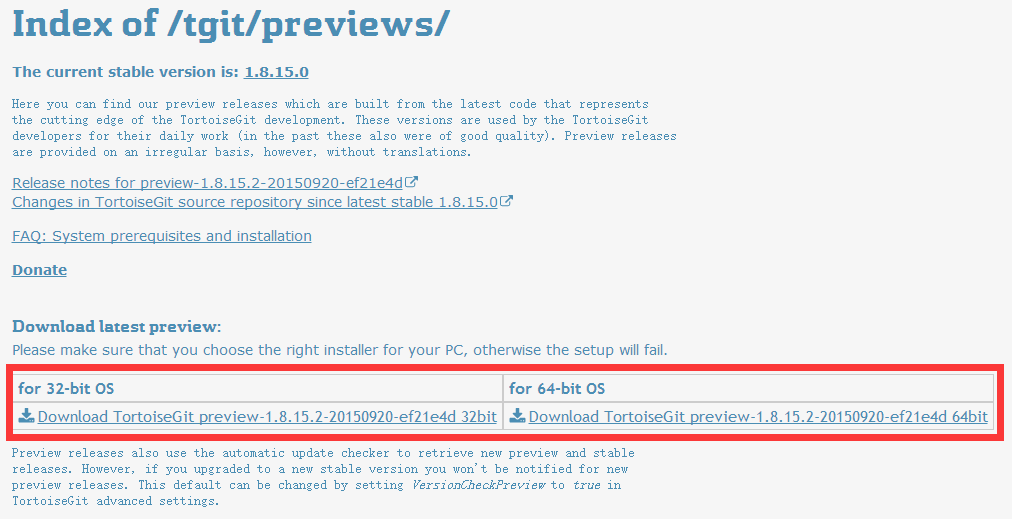 Index of /tgit/previews/
The current stable version is: 1.8.15.0
Here you can find our preview releases which are built from the latest code that represents
the cutting edge of the TortoiseGit development. These versions are used by the TortoiseGit
developers for their daily work (in the past these also were of good quality). Preview releases
are provided on an irregular basis, however, without translations.
Release notes for preview-1.8.15.2-20150920-ef21e4d
Changes in TortoiseGit source repository since latest stable 1.8.15.0
FAQ: System prerequisites and installation
Donate
Download latest preview:
Please make sure that you choose the right installer for your PC, otherwise the setup will fail.
for 32-bit OS for 64-bit OS
Download TortoiseGit preview-1.8.15.2-20150920-ef21e4d 32bit Download TortoiseGit preview-1.8.15.2-20150920-ef21e4d 64bit
Preview releases also use the automatic update checker to retrieve new preview and stable
releases. However, if you upgraded to a new stable version you won't be notified for new
preview releases. This default can be changed by setting VersionCheckPreview to true in
TortoiseGit advanced settings.